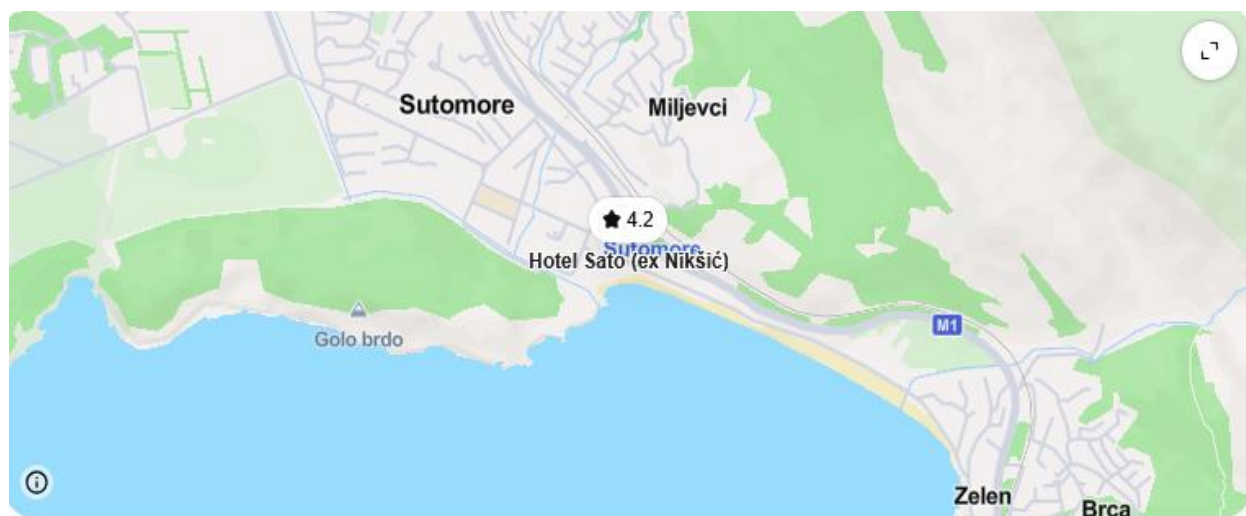 Sutomore
Miljevci
4.2
Sutomore
Hotel Sato (ex Nikšić)
M1
Golo brdo
Zelen
Brca